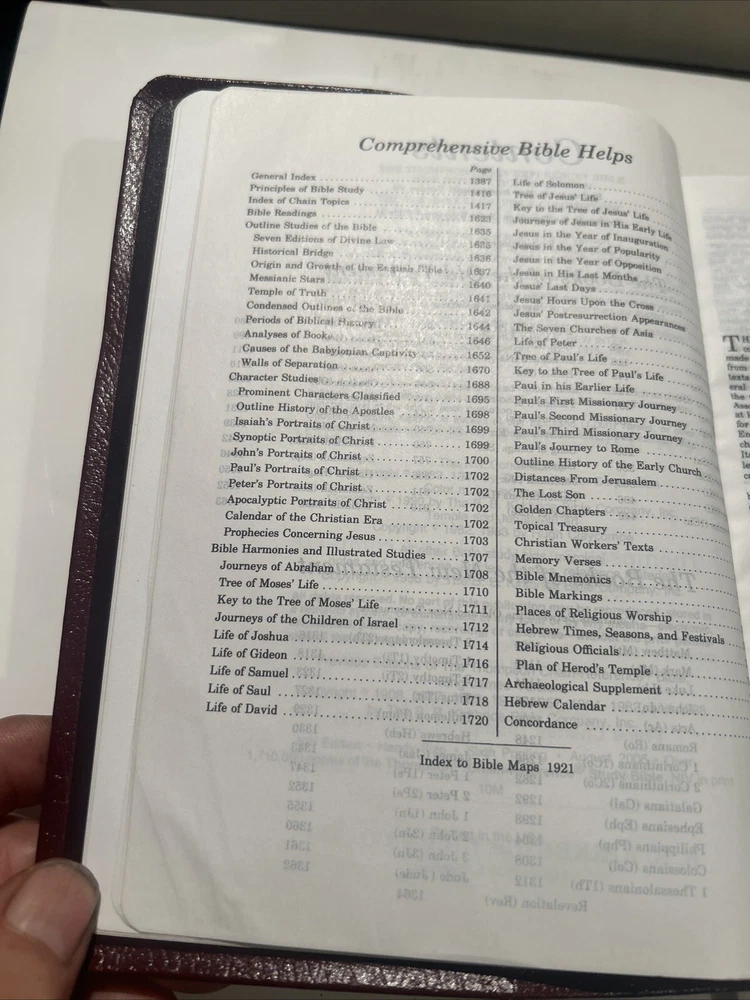 Comprehensive Bible Helps
Page
General Index 1387
Principles of Bible Study 1416
Index of Chain Topics 1417
Bible Readings 1623
Outline Studies of the Bible 1635
Seven Editions of Divine Law 1635
Historical Bridge 1636
Origin and Growth of the English Bible 1637
Messianic Stars 1640
Temple of Truth 1641
Condensed Outlines of the Bible 1642
Periods of Biblical History 1644
Analyses of Books 1646
Causes of the Babylonian Captivity 1652
Walls of Separation 1670
Character Studies 1688
Prominent Characters Classified 1695
Outline History of the Apostles 1698
Isaiah's Portraits of Christ 1699
Synoptic Portraits of Christ 1699
John's Portraits of Christ 1700
Paul's Portraits of Christ 1702
Peter's Portraits of Christ 1702
Apocalyptic Portraits of Christ 1702
Calendar of the Christian Era 1702
Prophecies Concerning Jesus 1703
Bible Harmonies and Illustrated Studies 1707
Journeys of Abraham 1708
Tree of Moses' Life 1710
Key to the Tree of Moses' Life 1711
Journeys of the Children of Israel 1712
Life of Joshua 1714
Life of Gideon 1716
Life of Samuel 1717
Life of Saul 1718
Life of David 1720
Life of Solomon
Tree of Jesus' Life
Key to the Tree of Jesus' Life
Journeys of Jesus in His Early Life
Jesus in the Year of Inauguration
Jesus in the Year of Popularity
Jesus in the Year of Opposition
Jesus in His Last Months
Jesus' Last Days
Jesus' Hours Upon the Cross
Jesus' Postresurrection Appearances
The Seven Churches of Asia
Life of Peter
Tree of Paul's Life
Key to the Tree of Paul's Life
Paul in his Earlier Life
Paul's First Missionary Journey
Paul's Second Missionary Journey
Paul's Third Missionary Journey
Paul's Journey to Rome
Outline History of the Early Church
Distances From Jerusalem
The Lost Son
Golden Chapters
Topical Treasury
Christian Workers' Texts
Memory Verses
Bible Mnemonics
Bible Markings
Places of Religious Worship
Hebrew Times, Seasons, and Festivals
Religious Officials
Plan of Herod's Temple
Archaeological Supplement
Hebrew Calendar
Concordance
Index to Bible Maps 1921